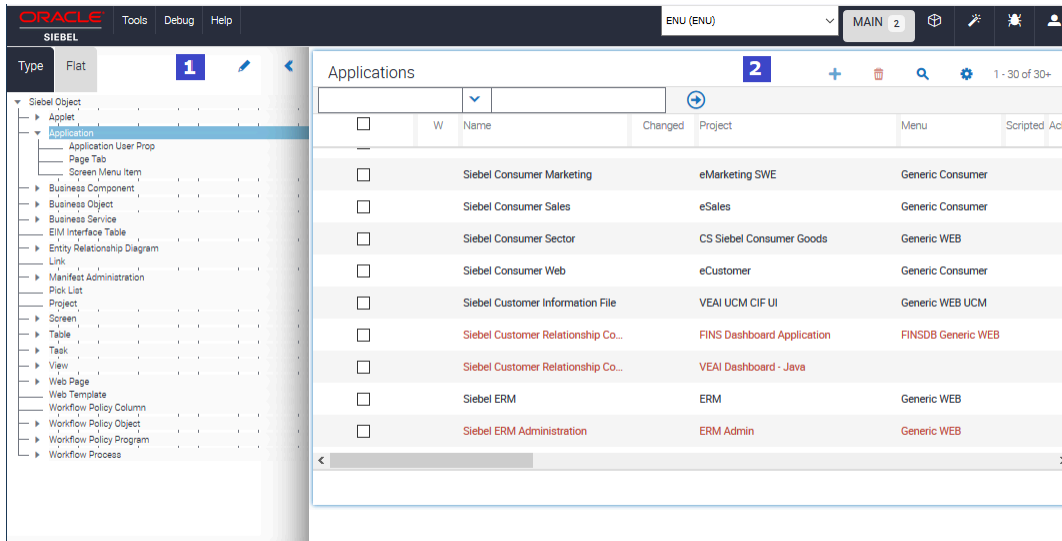 ORACLE Tools Debug Help ENU (ENU) MAIN 2
SIEBEL
Type Flat 1
Siebel Object
Applet
Application
Application User Prop
Page Tab
Screen Menu Item
Business Component
Business Object
Business Service
EIM Interface Table
Entity Relationship Diagram
Link
Manifest Administration
Pick List
Project
Screen
Table
Task
View
Web Page
Web Template
Workflow Policy Column
Workflow Policy Object
Workflow Policy Program
Workflow Process
Applications 2 1 - 30 of 30+
W Name Changed Project Menu Scripted
Siebel Consumer Marketing eMarketing SWE Generic Consumer
Siebel Consumer Sales eSales Generic Consumer
Siebel Consumer Sector CS Siebel Consumer Goods Generic WEB
Siebel Consumer Web eCustomer Generic Consumer
Siebel Customer Information File VEAI UCM CIF UI Generic WEB UCM
Siebel Customer Relationship Co... FINS Dashboard Application FINSDB Generic WEB
Siebel Customer Relationship Co... VEAI Dashboard - Java
Siebel ERM ERM Generic WEB
Siebel ERM Administration ERM Admin Generic WEB